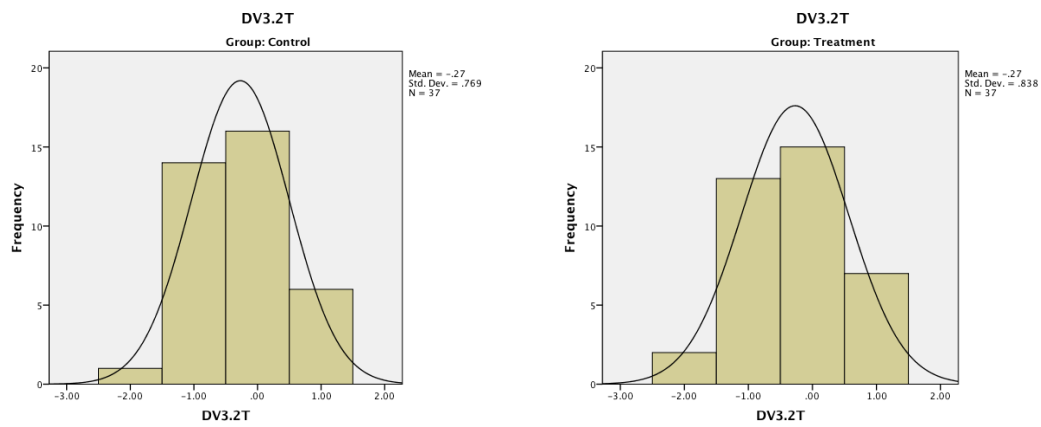 DV3.2T
Group: Control
Mean = -.27
Std. Dev. = .769
N = 37
20
15
10
5
0
Frequency
-3.00
-2.00
-1.00
.00
1.00
2.00
DV3.2T
DV3.2T
Group: Treatment
Mean = -.27
Std. Dev. = .838
N = 37
20
15
10
5
0
Frequency
-3.00
-2.00
-1.00
.00
1.00
2.00
DV3.2T